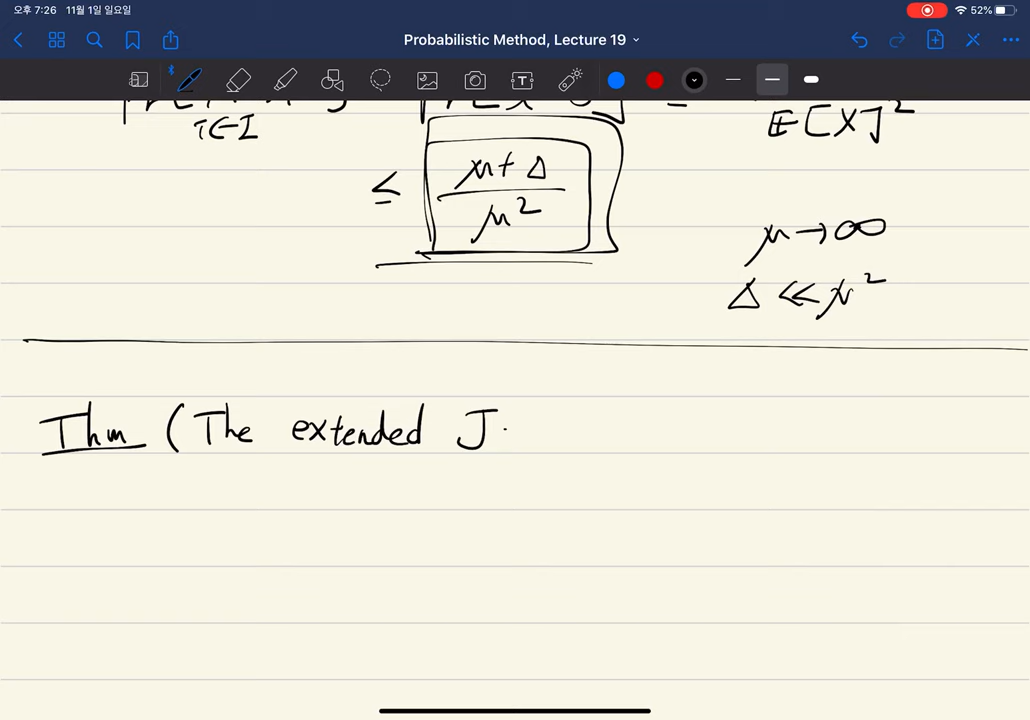 오후 7:26 11월 1일 일요일 52%
Probabilistic Method, Lecture 19
i∈I E[X]²
≤ μ+Δ / μ²
μ→∞
Δ ≪ μ²
Thm (The extended J